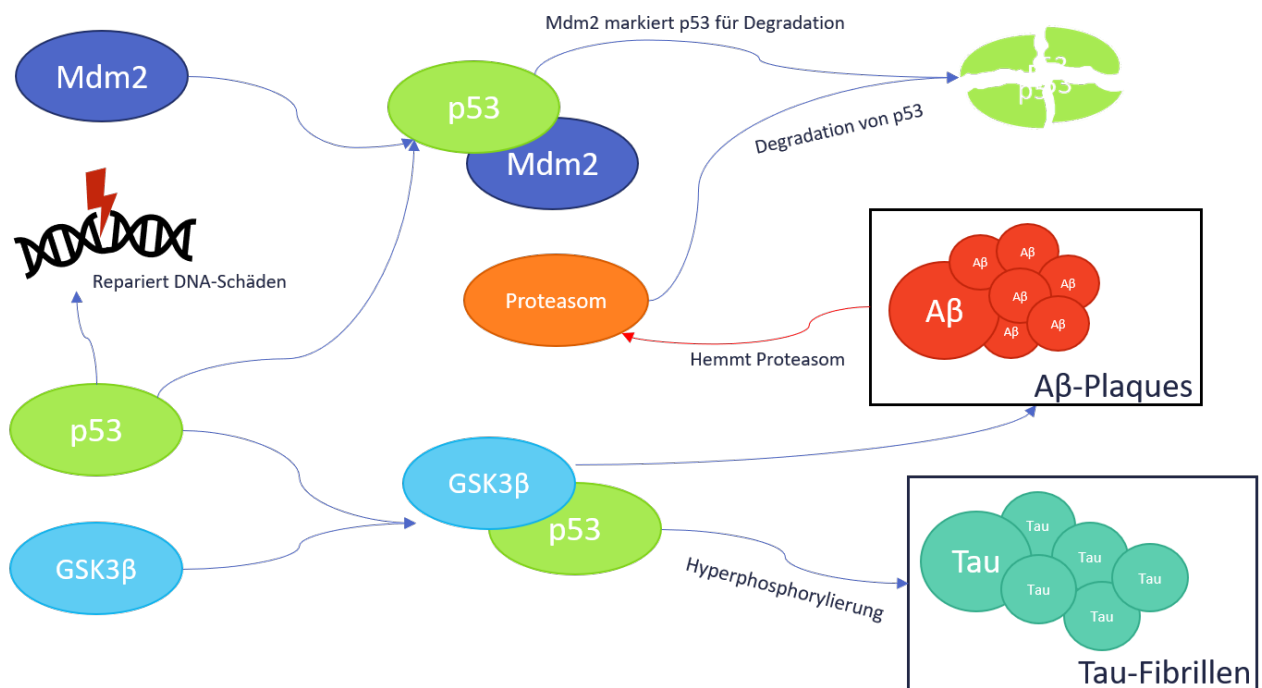 Mdm2 markiert p53 für Degradation
Mdm2
p53
Mdm2
p53
p53
Degradation von p53
Repariert DNA-Schäden
Proteasom
Aβ
Aβ
Aβ
Aβ
Aβ
Aβ
Aβ
Hemmt Proteasom
Aβ-Plaques
p53
GSK3β
p53
GSK3β
Hyperphosphorylierung
Tau
Tau
Tau
Tau
Tau
Tau
Tau-Fibrillen